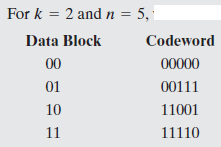 For k = 2 and n = 5,
Data Block Codeword
00 00000
01 00111
10 11001
11 11110